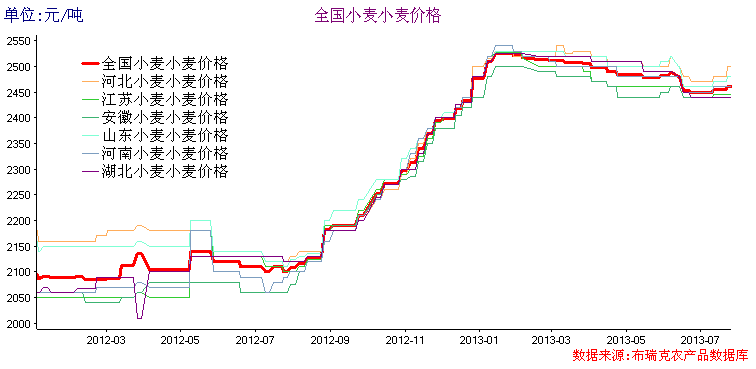 单位:元/吨
全国小麦小麦价格
2550
2500
2450
2400
2350
2300
2250
2200
2150
2100
2050
2000
全国小麦小麦价格
河北小麦小麦价格
江苏小麦小麦价格
安徽小麦小麦价格
山东小麦小麦价格
河南小麦小麦价格
湖北小麦小麦价格
2012-03 2012-05 2012-07 2012-09 2012-11 2013-01 2013-03 2013-05 2013-07
数据来源:布瑞克农产品数据库